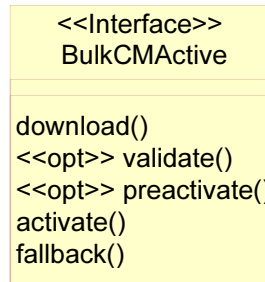 <<Interface>>
BulkCMActive
download()
<<opt>> validate()
<<opt>> preactivate()
activate()
fallback()